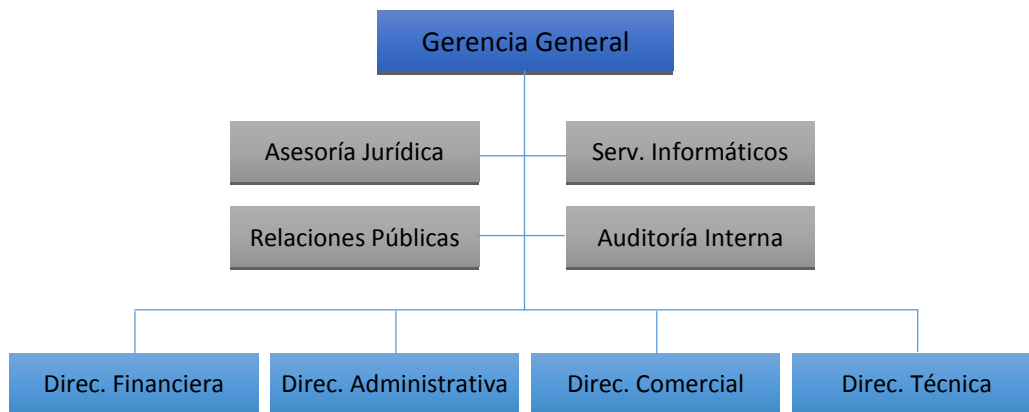 Gerencia General
Asesoría Jurídica
Serv. Informáticos
Relaciones Públicas
Auditoría Interna
Direc. Financiera
Direc. Administrativa
Direc. Comercial
Direc. Técnica